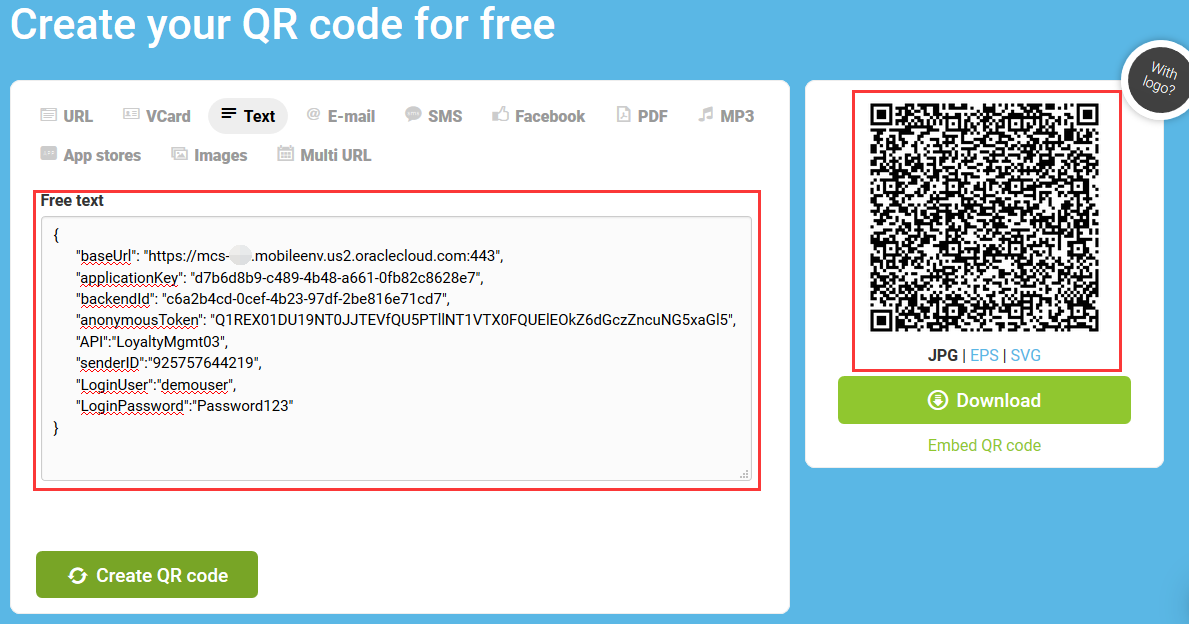 Create your QR code for free
With
logo?
URL
VCard
Text
E-mail
SMS
Facebook
PDF
MP3
App stores
Images
Multi URL
Free text
{
"baseUrl": "https://mcs-.mobileenv.us2.oraclecloud.com:443",
"applicationKey": "d7b6d8b9-c489-4b48-a661-0fb82c8628e7",
"backendId": "c6a2b4cd-0cef-4b23-97df-2be816e71cd7",
"anonymousToken": "Q1REX01DU19NT0JJTEVfQU5PTllNT1VTX0FQUElEOkZ6dGczZncuNG5xaGl5",
"API":"LoyaltyMgmt03",
"senderID":"925757644219",
"LoginUser":"demouser",
"LoginPassword":"Password123"
}
JPG | EPS | SVG
Download
Embed QR code
Create QR code